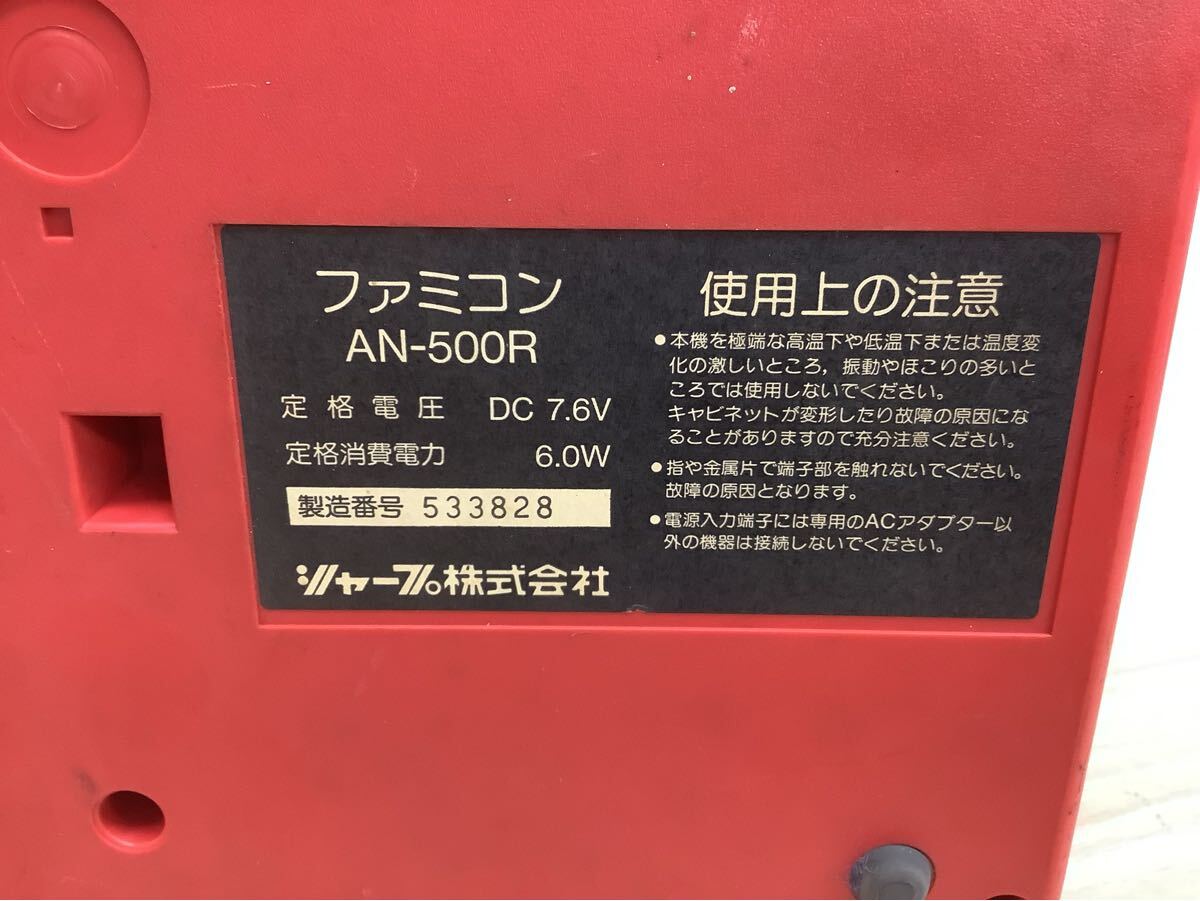 ファミコン
AN-500R
定格電圧 DC 7.6V
定格消費電力 6.0W
製造番号 533828
シャープ株式会社
使用上の注意
●本機を極端な高温下や低温下または温度変
化の激しいところ，振動やほこりの多いと
ころでは使用しないでください。
キャビネットが変形したり故障の原因にな
ることがありますので充分注意ください。
●指や金属片で端子部を触れないでください。
故障の原因となります。
●電源入力端子には専用のACアダプター以
外の機器は接続しないでください。